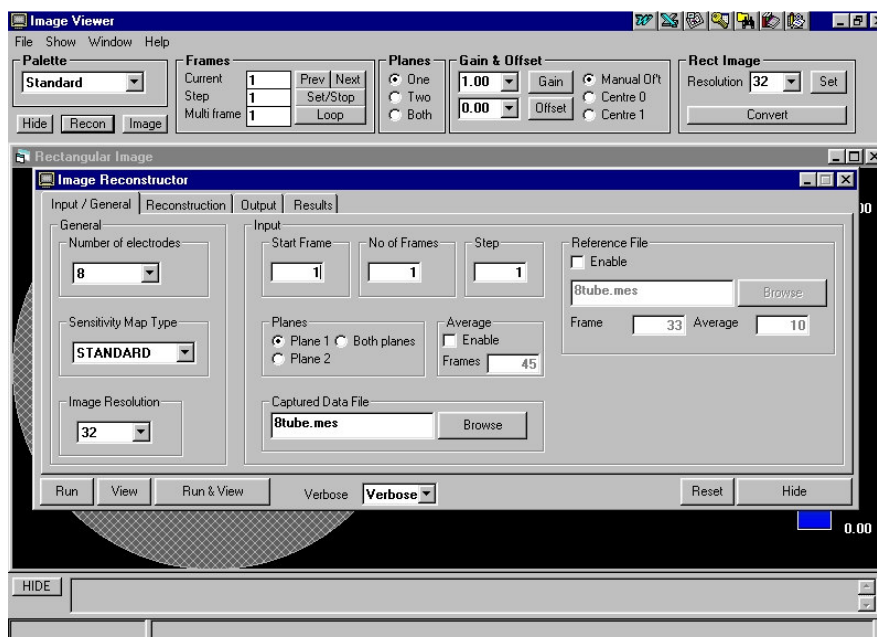 Image Viewer
File Show Window Help
Palette Frames Planes Gain & Offset Rect Image
Standard Current 1 Prev Next One 1.00 Gain Manual Of't Resolution 32 Set
Step 1 Set/Stop Two Centre 0
Hide Recon Image Multi frame 1 Loop Both 0.00 Offset Centre 1 Convert
Rectangular Image
Image Reconstructor
Input / General Reconstruction Output Results
General Input
Number of electrodes Start Frame No of Frames Step Reference File
8 1 1 1 Enable
8tube.mes Browse
Sensitivity Map Type Planes Average Frame 33 Average 10
STANDARD Plane 1 Both planes Enable
Plane 2 Frames 45
Image Resolution Captured Data File
32 8tube.mes Browse
Run View Run & View Verbose Verbose Reset Hide
0.00
HIDE